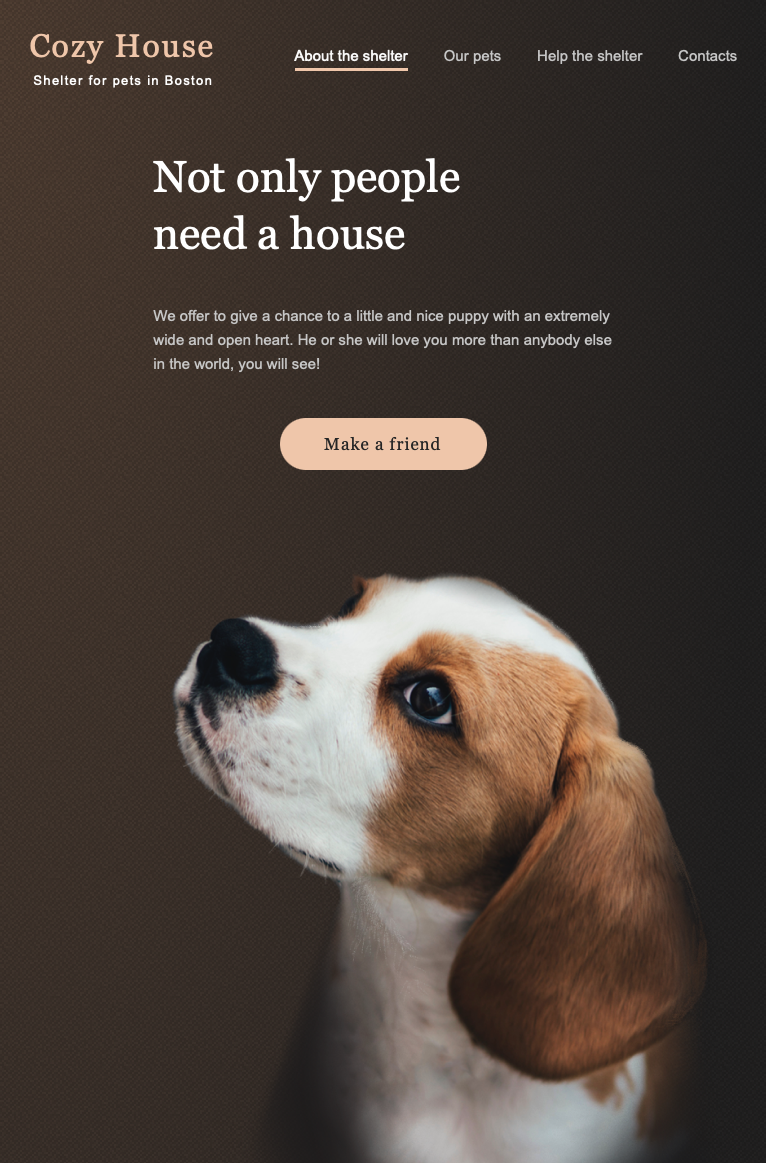 Cozy House
Shelter for pets in Boston
About the shelter
Our pets
Help the shelter
Contacts
Not only people
need a house
We offer to give a chance to a little and nice puppy with an extremely
wide and open heart. He or she will love you more than anybody else
in the world, you will see!
Make a friend